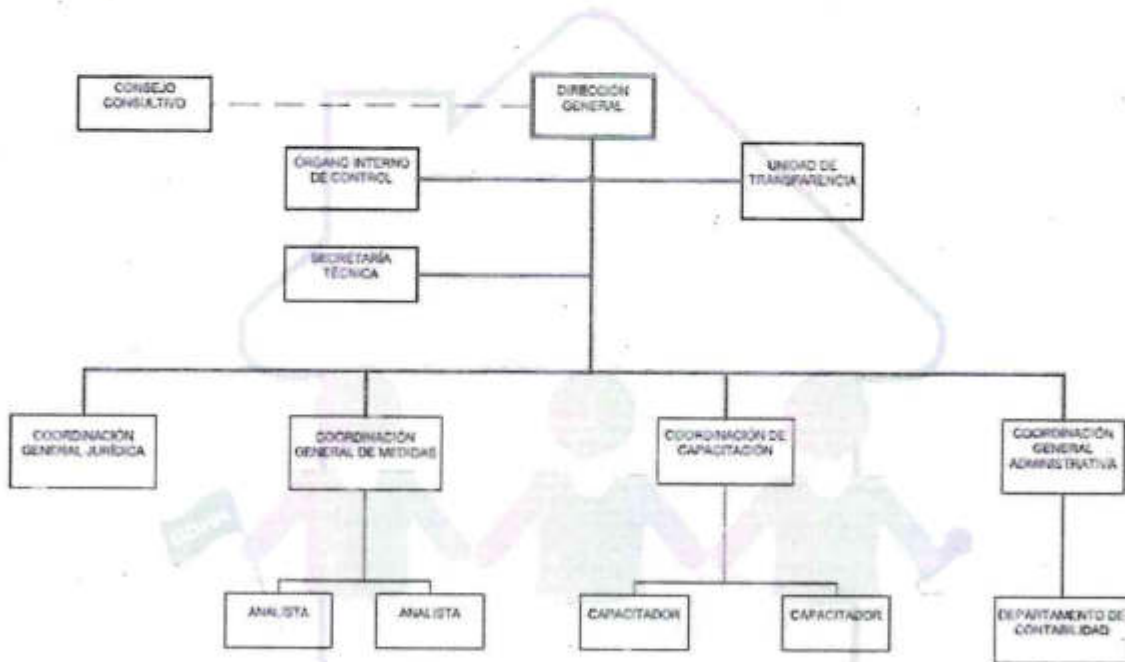 CONSEJO
CONSULTIVO
DIRECCIÓN
GENERAL
ÓRGANO INTERNO
DE CONTROL
UNIDAD DE
TRANSPARENCIA
SECRETARÍA
TÉCNICA
COORDINACIÓN
GENERAL JURÍDICA
COORDINACIÓN
GENERAL DE MEDIDAS
COORDINACIÓN DE
CAPACITACIÓN
COORDINACIÓN
GENERAL
ADMINISTRATIVA
ANALISTA
ANALISTA
CAPACITADOR
CAPACITADOR
DEPARTAMENTO DE
CONTABILIDAD